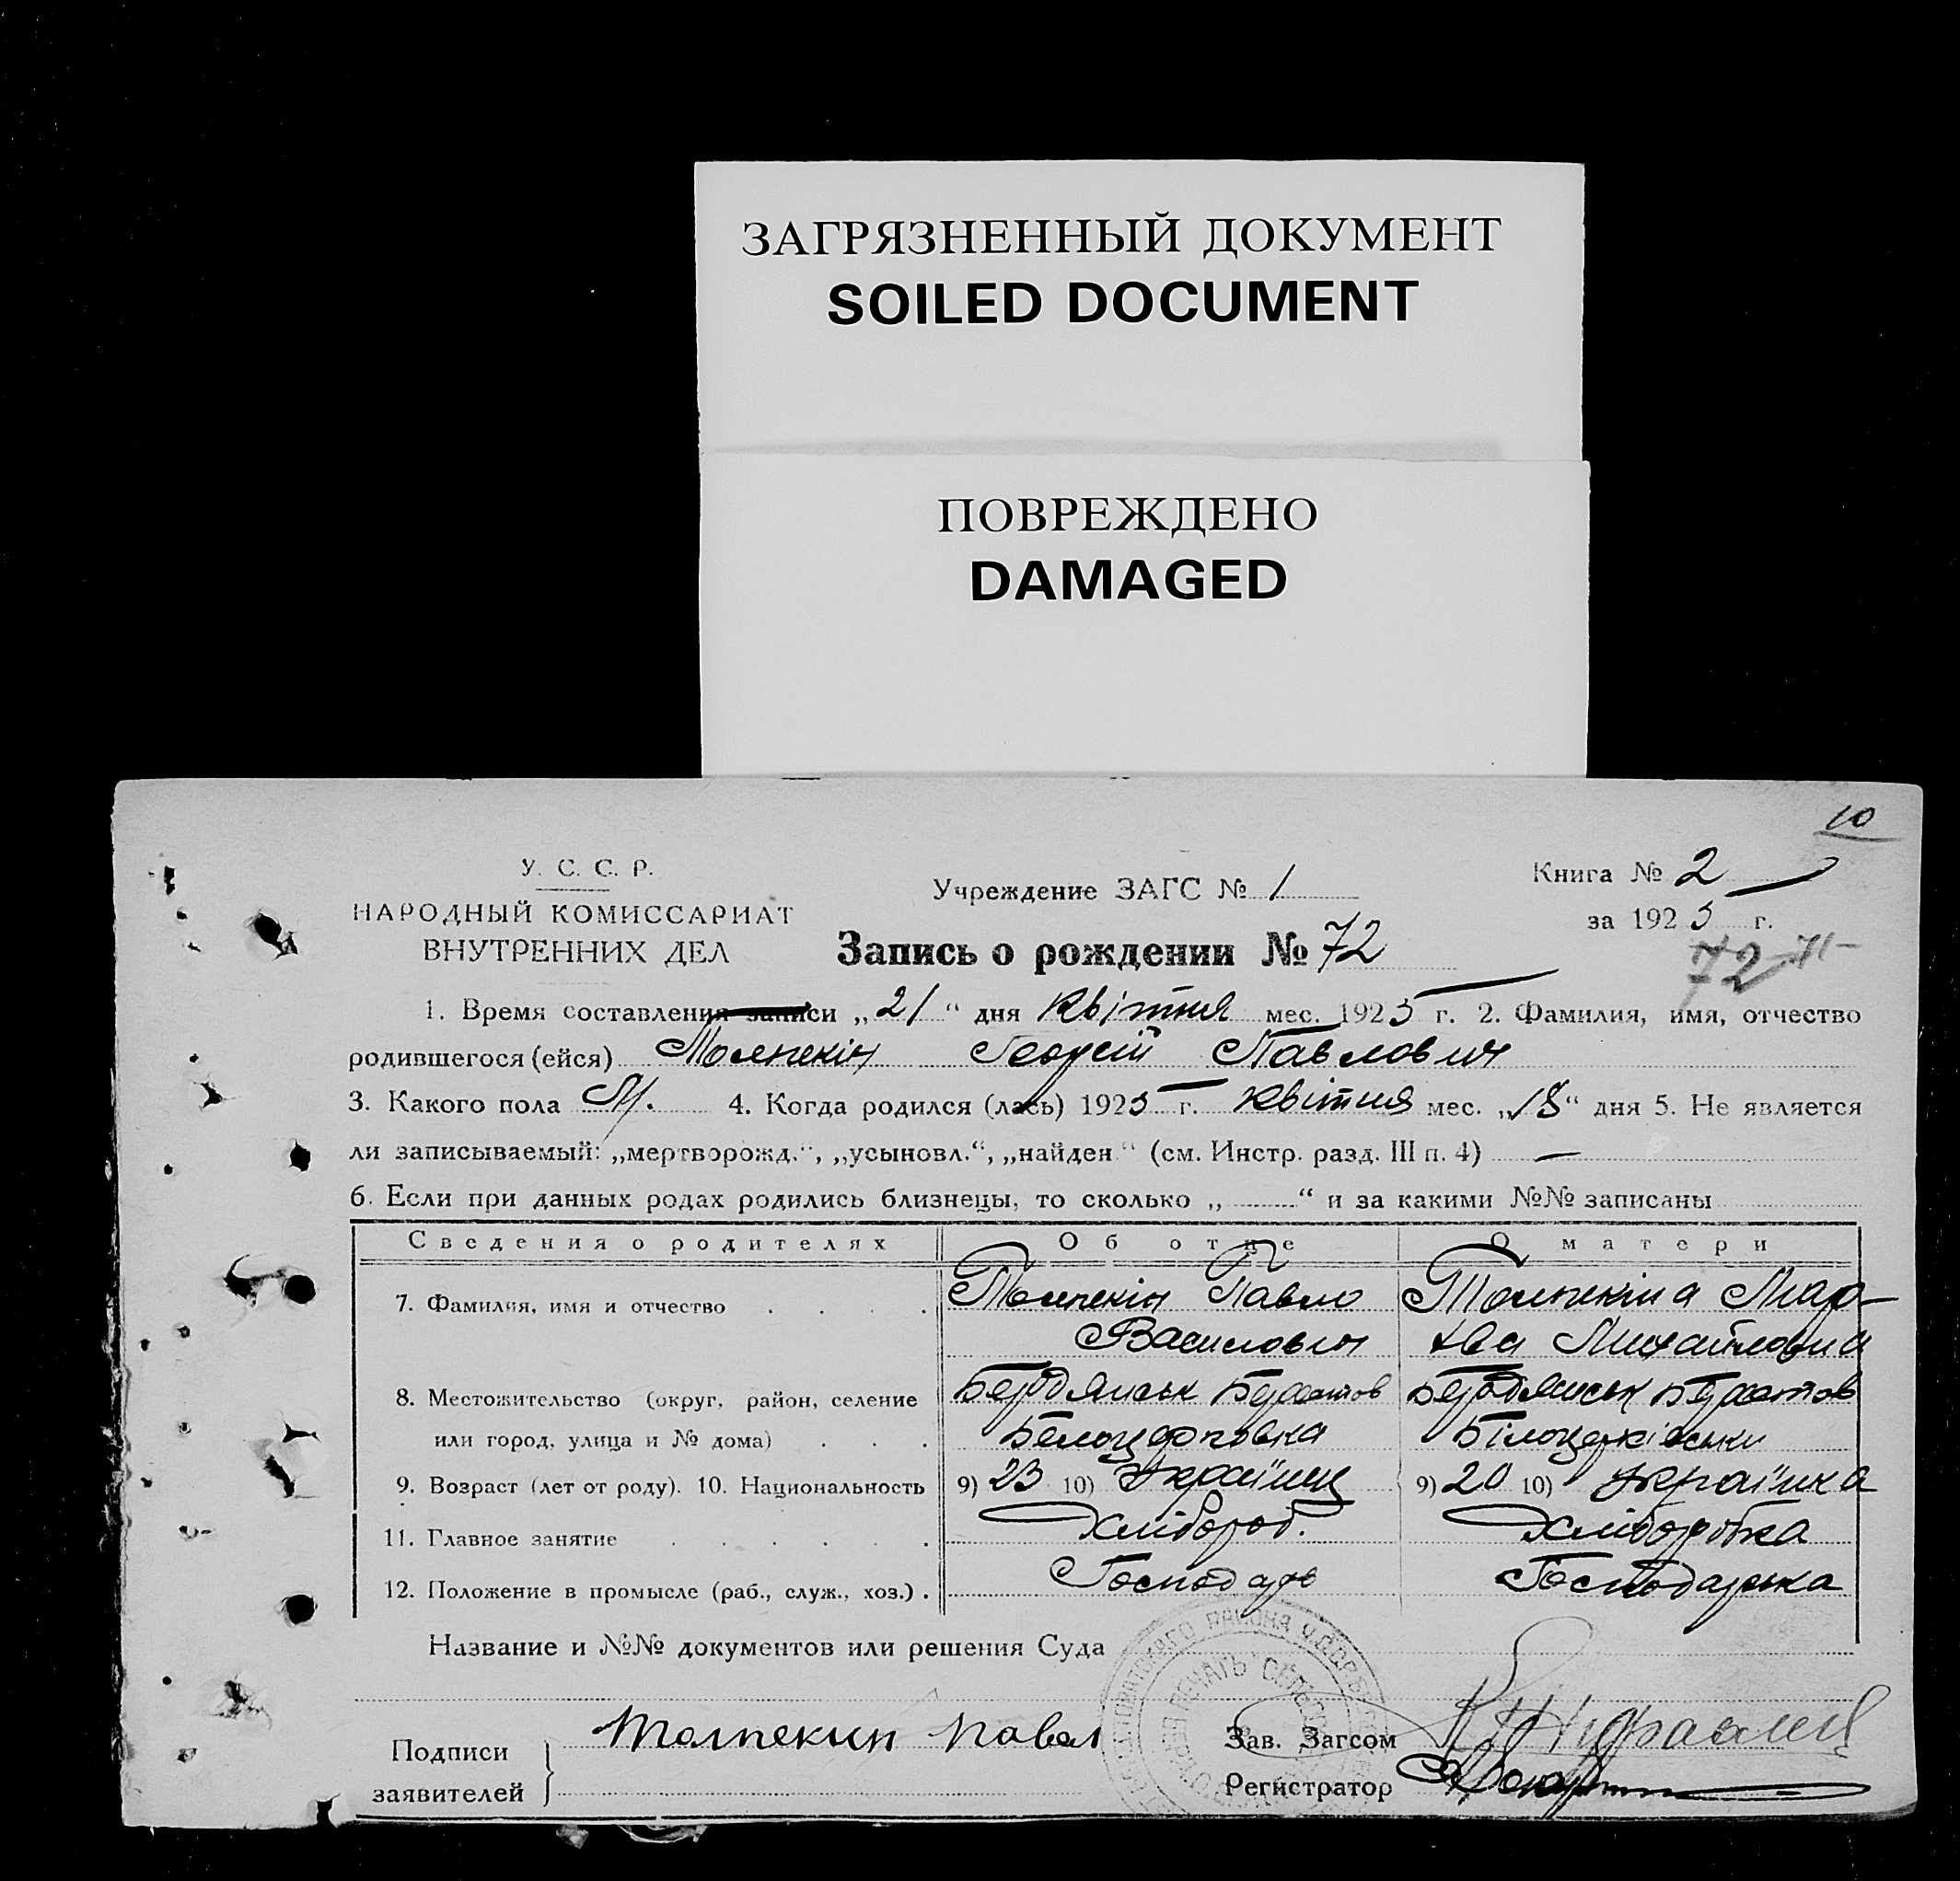 ЗАГРЯЗНЕННЫЙ ДОКУМЕНТ
SOILED DOCUMENT
ПОВРЕЖДЕНО
DAMAGED
10
У. С. С. Р.
НАРОДНЫЙ КОМИССАРИАТ
ВНУТРЕННИХ ДЕЛ
Учреждение ЗАГС № 1
Книга № 2
за 1925 г.
Запись о рождении № 72
72
1. Время составления записи „21“ дня Квітня мес. 1925 г. 2. Фамилия, имя, отчество
родившегося (ейся) Толпекін Георгій Павлович
3. Какого пола М. 4. Когда родился (лась) 1925 г. Квітня мес. „18“ дня 5. Не является
ли записываемый: „мертворожд.“, „усыновл.“, „найден“ (см. Инстр. разд. III п. 4) —
6. Если при данных родах родились близнецы, то сколько „ “ и за какими №№ записаны
Сведения о родителях Об отце О матери
7. Фамилия, имя и отчество Толпекін Павло Толпекіна Мар-
Василович Михайловна
8. Местожительство (округ, район, селение Бердянськ Бердянськ
или город, улица и № дома)
9. Возраст (лет от роду). 10. Национальность 9) 23 10) Українец 9) 20 10) Українка
11. Главное занятие Хлібороб. Хліборобка
12. Положение в промысле (раб., служ., хоз.) Господарь Господарька
Название и №№ документов или решения Суда
Подписи заявителей Толпекин Павел
Зав. Загсом
Регистратор